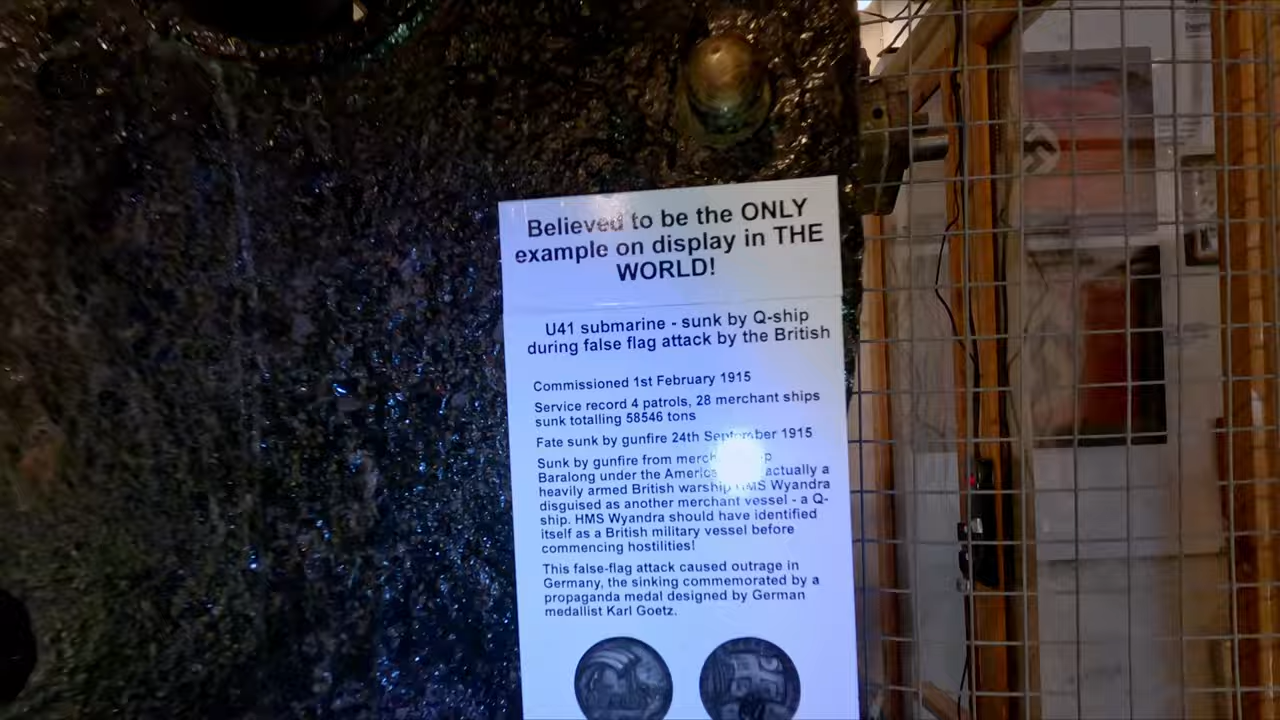 Believed to be the ONLY
example on display in THE
WORLD!
U41 submarine - sunk by Q-ship
during false flag attack by the British
Commissioned 1st February 1915
Service record 4 patrols, 28 merchant ships
sunk totalling 58546 tons
Fate sunk by gunfire 24th September 1915
Sunk by gunfire from
Baralong under the actually a
heavily armed British warship HMS Wyandra
disguised as another merchant vessel - a Q-
ship. HMS Wyandra should have identified
itself as a British military vessel before
commencing hostilities!
This false-flag attack caused outrage in
Germany, the sinking commemorated by a
propaganda medal designed by German
medallist Karl Goetz.